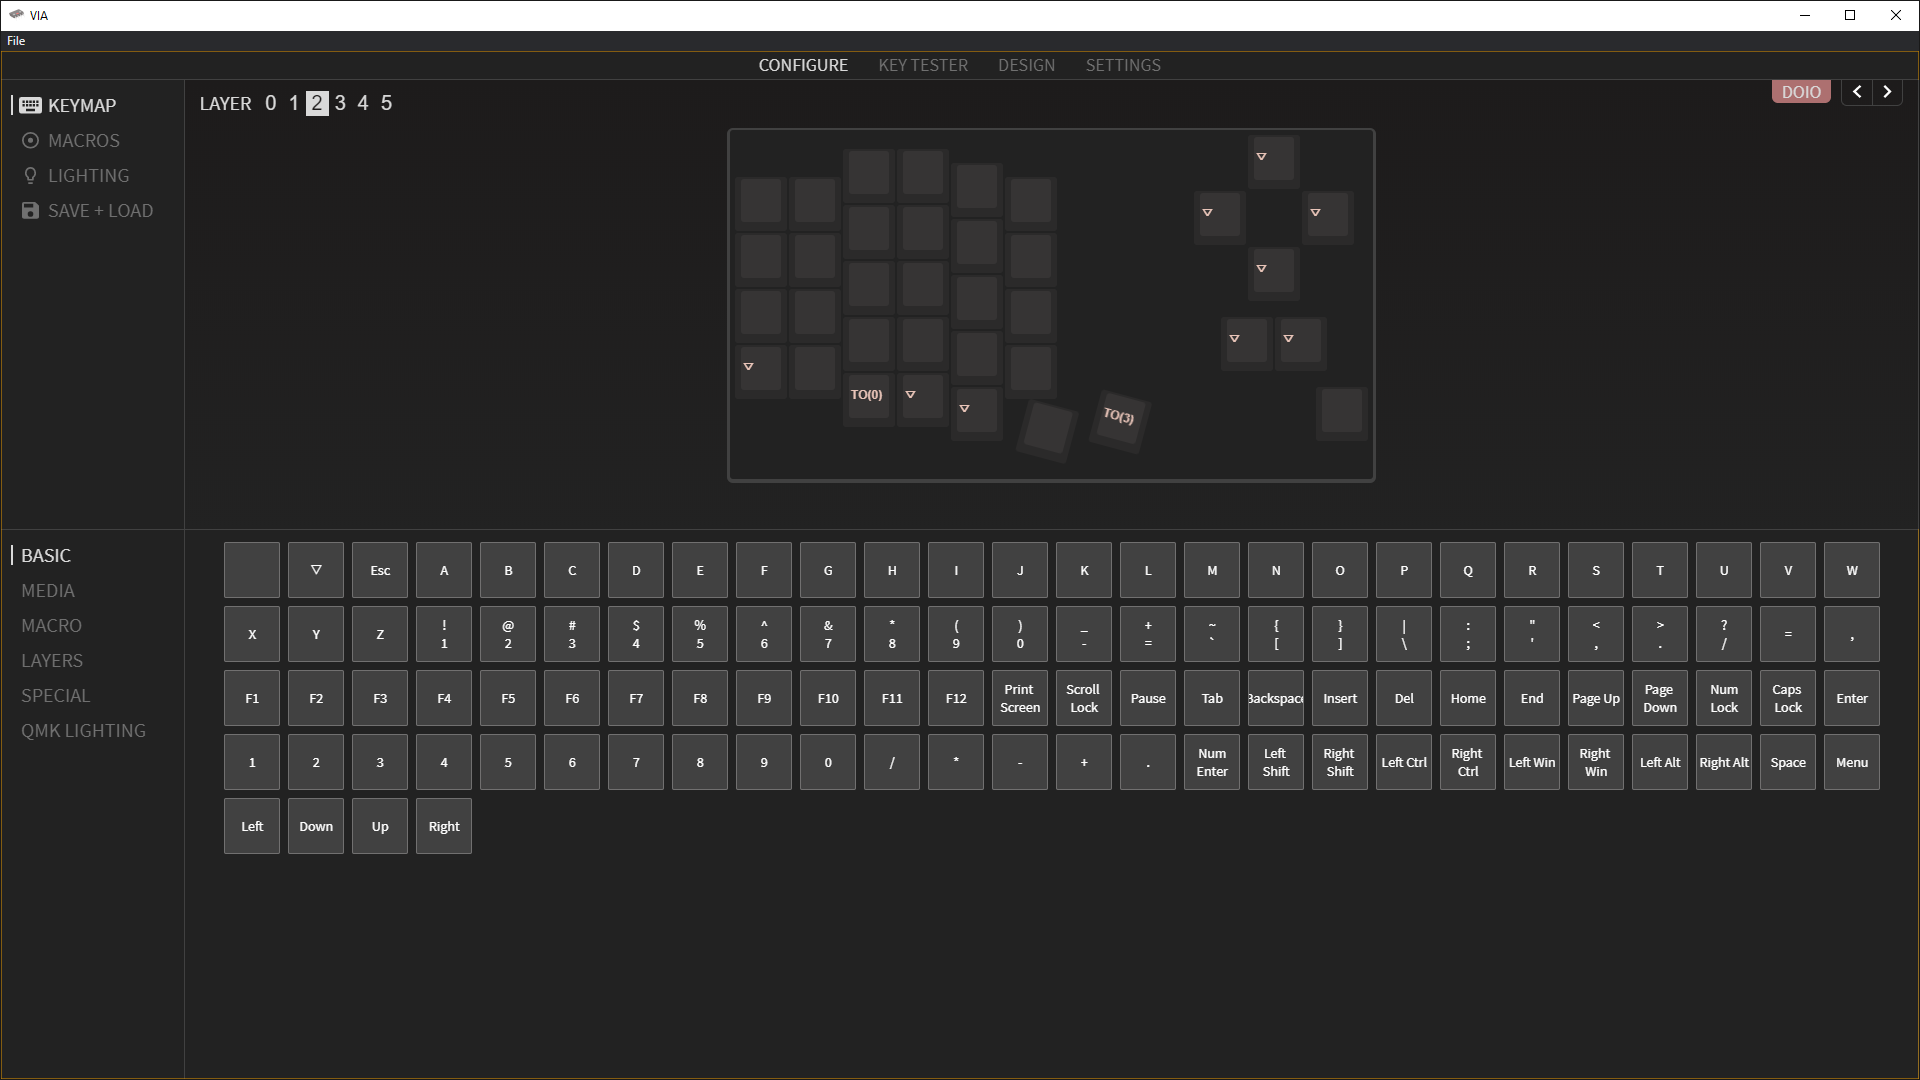 VIA
File
CONFIGURE KEY TESTER DESIGN SETTINGS
KEYMAP
MACROS
LIGHTING
SAVE + LOAD
LAYER 0 1 2 3 4 5
DOIO
▽
▽ ▽
▽
▽ ▽
▽
TO(0) ▽
▽
TO(3)
BASIC
MEDIA
MACRO
LAYERS
SPECIAL
QMK LIGHTING
▽ Esc A B C D E F G H I J K L M N O P Q R S T U V W
X Y Z ! @ # $ % ^ & * ( ) _ + ~ { } | : " < > ? = ,
1 2 3 4 5 6 7 8 9 0 - = ` [ ] \ ; ' , . /
F1 F2 F3 F4 F5 F6 F7 F8 F9 F10 F11 F12 Print Scroll Pause Tab Backspace Insert Del Home End Page Up Page Num Caps Enter
Screen Lock Down Lock Lock
1 2 3 4 5 6 7 8 9 0 / * - + . Num Left Right Left Ctrl Right Left Win Right Left Alt Right Alt Space Menu
Enter Shift Shift Ctrl Win
Left Down Up Right